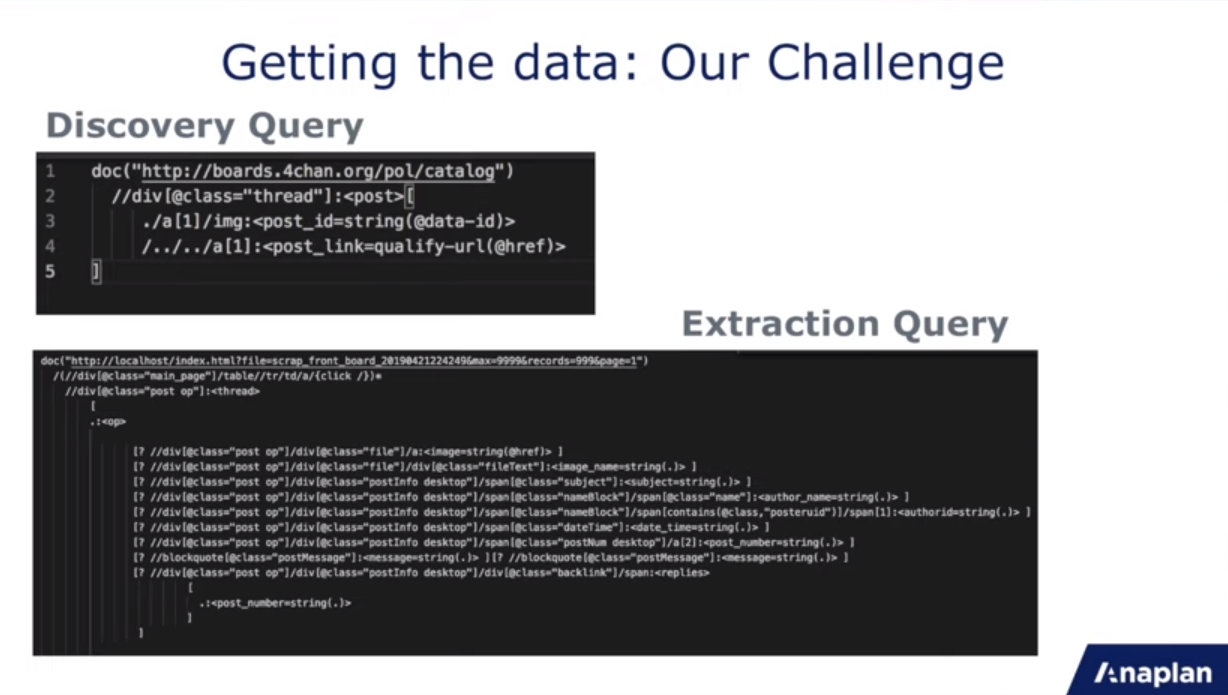 Getting the data: Our Challenge
Discovery Query
1 doc("http://boards.4chan.org/pol/catalog")
2 //div[@class="thread"]:<post>[
3 ./a[1]/img:<post_id=string(@data-id)>
4 /../../a[1]:<post_link=qualify-url(@href)>
5 ]
Extraction Query
doc("http://localhost/index.html?file=scrap_front_board_20190421224249&max=9999&records=999&page=1")
/(//div[@class="main_page"]/table//tr/td/a/{click /})*
//div[@class="post op"]:<thread>
[
.:<op>
[? //div[@class="post op"]/div[@class="file"]/a:<image=string(@href)> ]
[? //div[@class="post op"]/div[@class="file"]/div[@class="fileText"]:<image_name=string(.)> ]
[? //div[@class="post op"]/div[@class="postInfo desktop"]/span[@class="subject"]:<subject=string(.)> ]
[? //div[@class="post op"]/div[@class="postInfo desktop"]/span[@class="nameBlock"]/span[@class="name"]:<author_name=string(.)> ]
[? //div[@class="post op"]/div[@class="postInfo desktop"]/span[@class="nameBlock"]/span[contains(@class,"posteruid")]/span[1]:<authorid=string(.)> ]
[? //div[@class="post op"]/div[@class="postInfo desktop"]/span[@class="dateTime"]:<date_time=string(.)> ]
[? //div[@class="post op"]/div[@class="postInfo desktop"]/span[@class="postNum desktop"]/a[2]:<post_number=string(.)> ]
[? //blockquote[@class="postMessage"]:<message=string(.)> ][? //blockquote[@class="postMessage"]:<message=string(.)> ]
[? //div[@class="post op"]/div[@class="postInfo desktop"]/div[@class="backlink"]/span:<replies>
[
.:<post_number=string(.)>
]
]
Anaplan